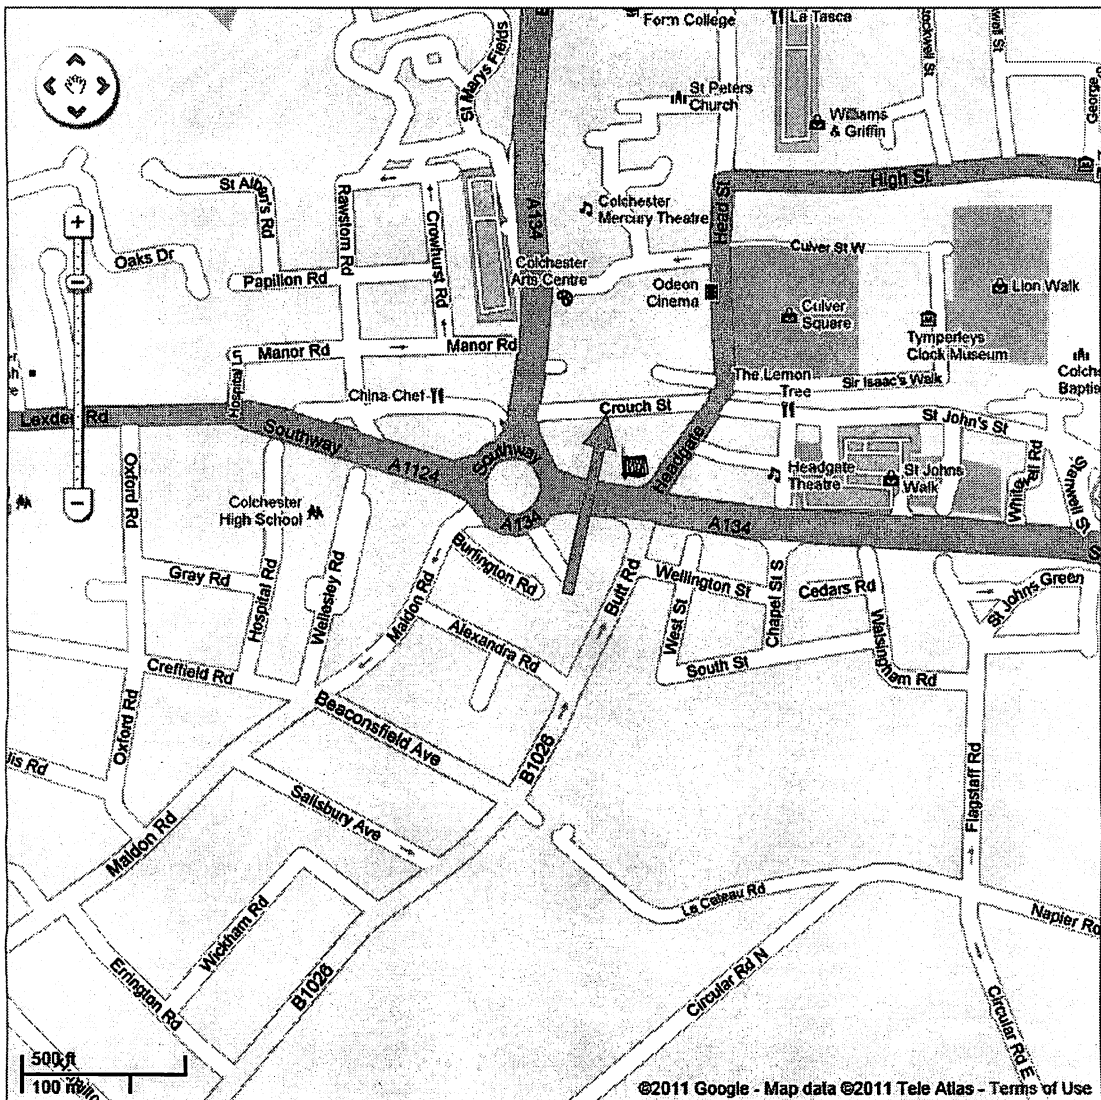 Form College
La Tasca
St Marys Fields
St Peters
Church
Williams
& Griffin
George
St Alban's Rd
High St
Rawstorn Rd
Crowhurst Rd
A134
Head St
Colchester
Mercury Theatre
Oaks Dr
Papillon Rd
Colchester
Arts Centre
Culver St W
Odeon
Cinema
Culver
Square
Lion Walk
Tymperleys
Clock Museum
Manor Rd
Manor Rd
The Lemon
Tree
Sir Isaac's Walk
China Chef
Crouch St
St John's St
Lexden Rd
Southway
A1124
Southway
Headgate
Headgate
Theatre
St Johns
Walk
Oxford Rd
Colchester
High School
A134
A134
Gray Rd
Hospital Rd
Wellesley Rd
Maldon Rd
Burlington Rd
Butt Rd
Wellington St
West St
Chapel St S
Cedars Rd
St Johns Green
Alexandra Rd
South St
Walsingham Rd
Creffield Rd
Oxford Rd
Beaconsfield Ave
B1026
Flagstaff Rd
Salisbury Ave
Maldon Rd
La Cateau Rd
Napier Rd
Wickham Rd
Errington Rd
B1026
Circular Rd N
Circular Rd E
500 ft
100
©2011 Google - Map data ©2011 Tele Atlas - Terms of Use